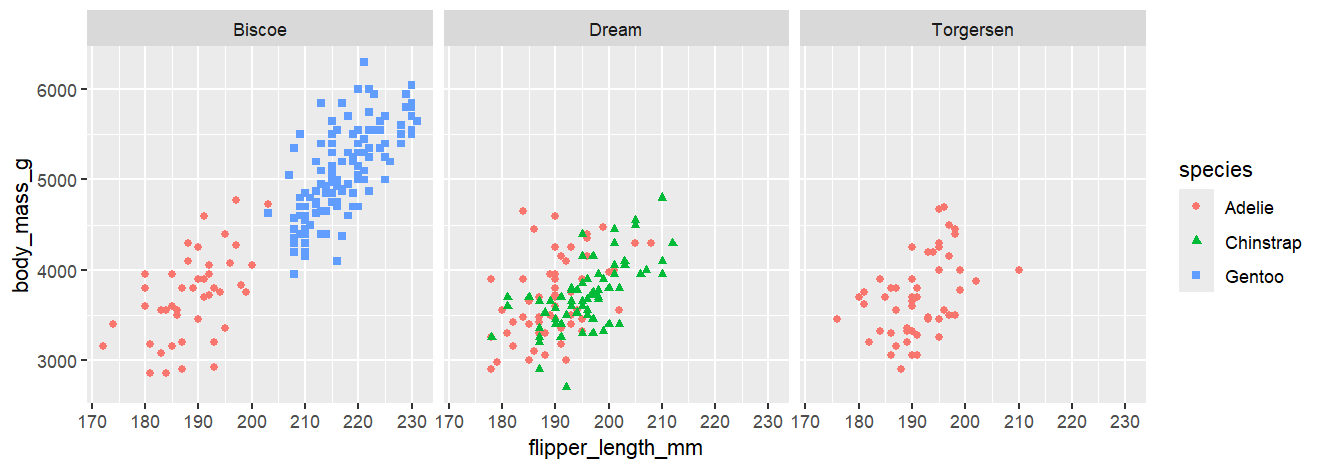 Biscoe
Dream
Torgersen
6000
5000
4000
3000
body_mass_g
170 180 190 200 210 220 230
170 180 190 200 210 220 230
170 180 190 200 210 220 230
flipper_length_mm
species
Adelie
Chinstrap
Gentoo